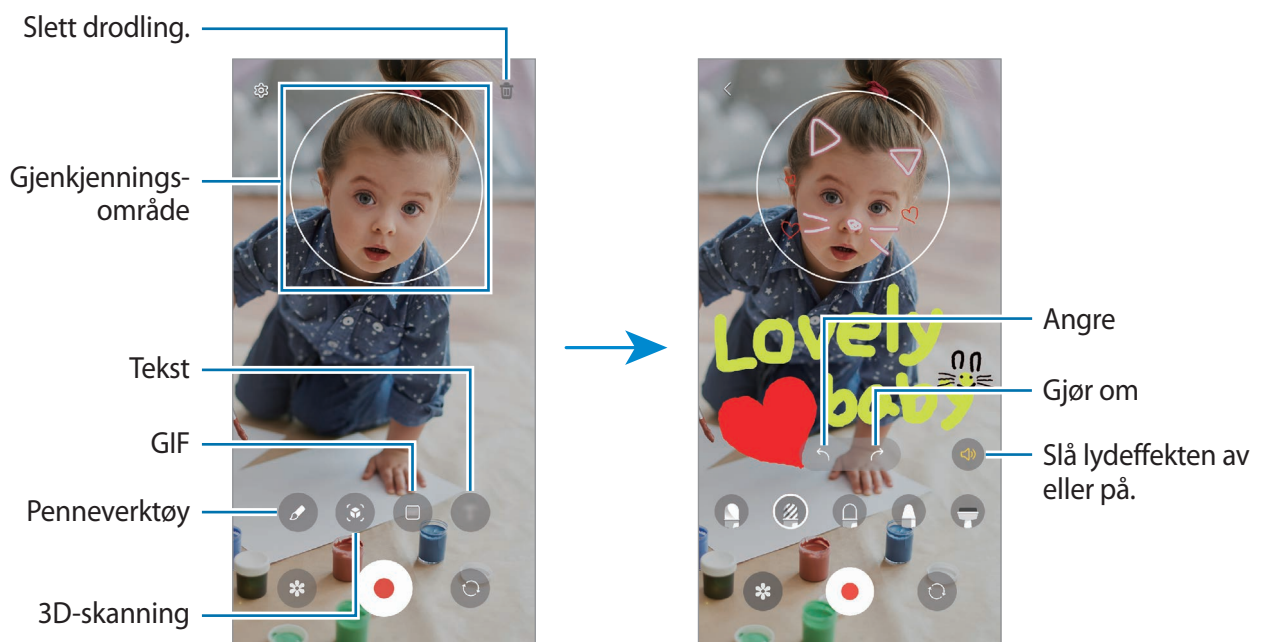 Slett drodling.
Gjenkjennings-
område
Tekst
GIF
Penneverktøy
3D-skanning
Lovely
baby
Angre
Gjør om
Slå lydeffekten av
eller på.